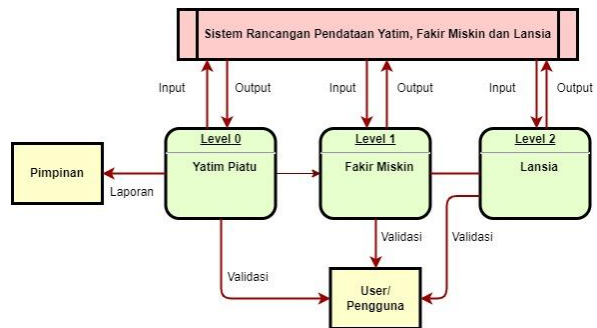 Sistem Rancangan Pendataan Yatim, Fakir Miskin dan Lansia
Input
Output
Input
Output
Input
Output
Level 0
Yatim Piatu
Level 1
Fakir Miskin
Level 2
Lansia
Pimpinan
Laporan
Validasi
Validasi
Validasi
User/
Pengguna